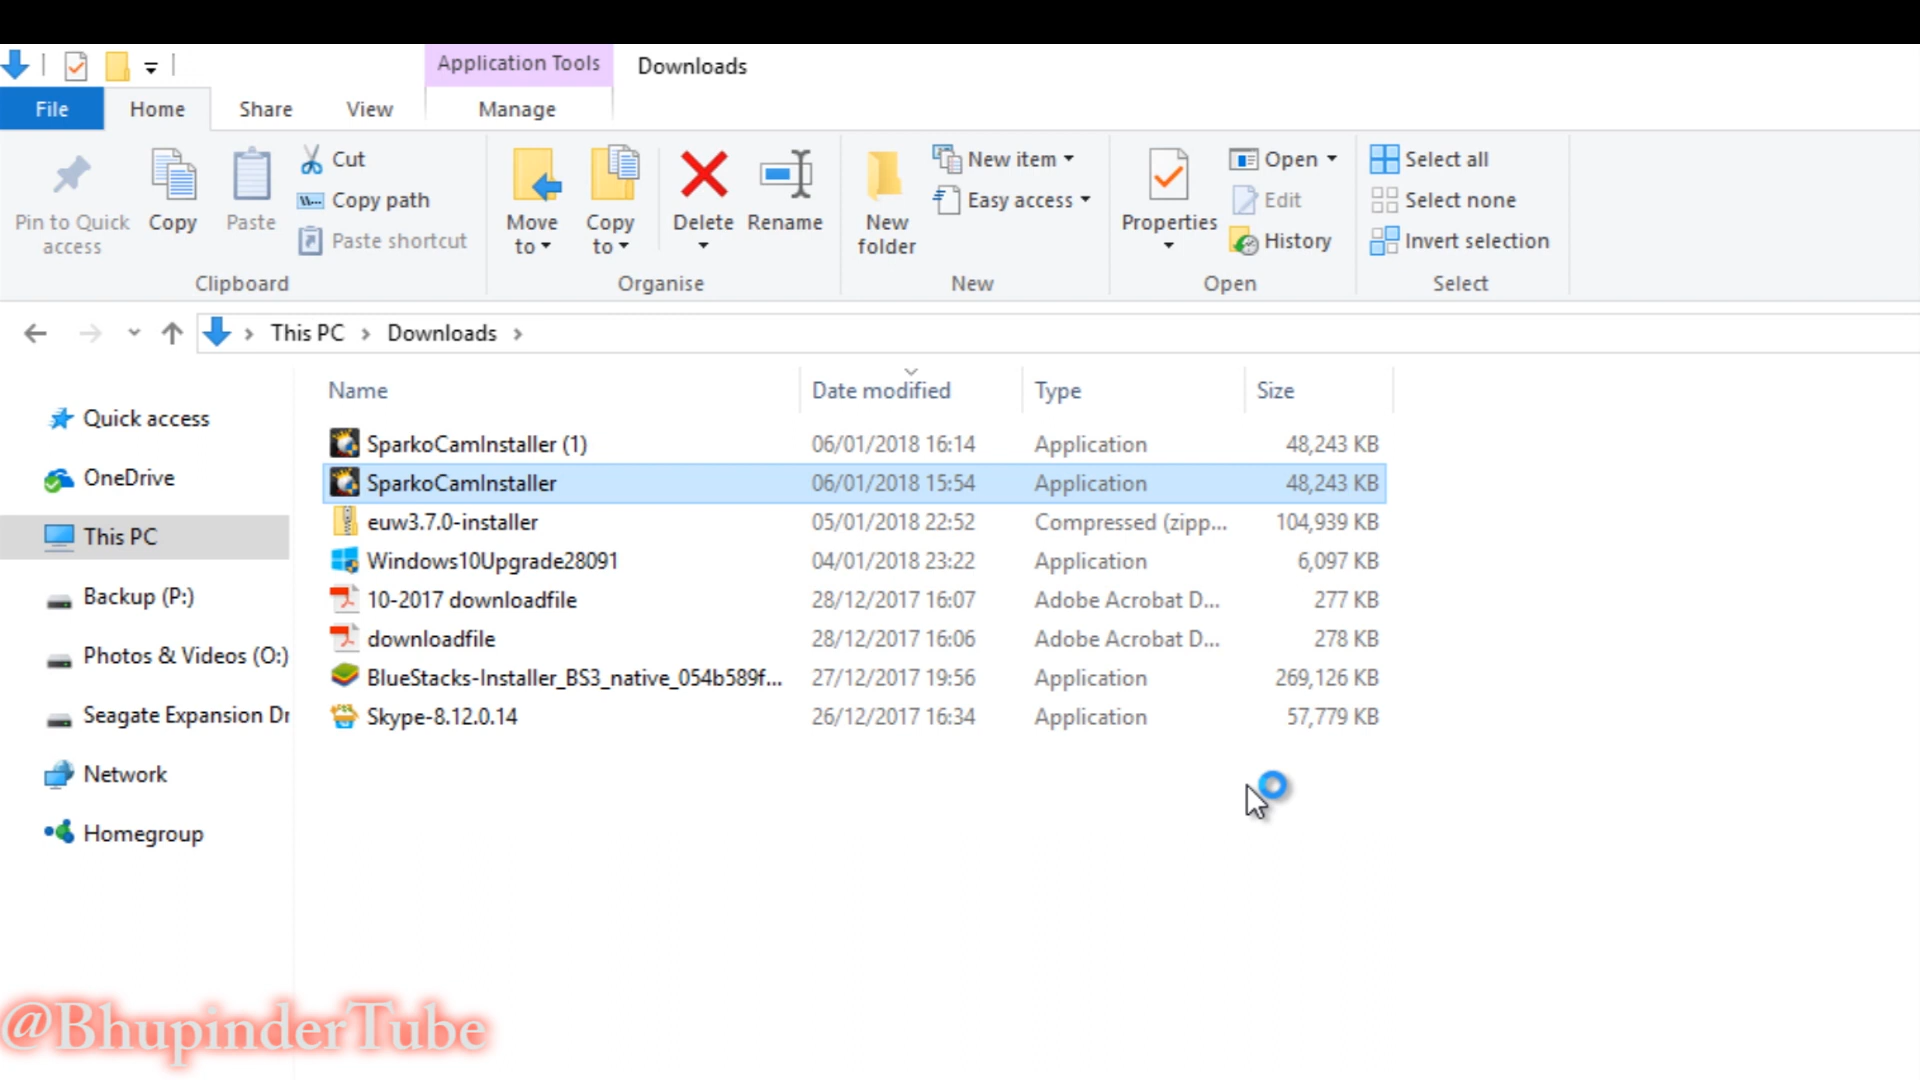 Application Tools Downloads
File Home Share View Manage
Pin to Quick access
Copy
Paste
Cut
Copy path
Paste shortcut
Clipboard
Move to
Copy to
Delete
Rename
Organise
New folder
New item
Easy access
New
Properties
Open
Edit
History
Open
Select all
Select none
Invert selection
Select
This PC Downloads
Quick access
OneDrive
This PC
Backup (P:)
Photos & Videos (O:)
Seagate Expansion Dr
Network
Homegroup
Name Date modified Type Size
SparkoCamInstaller (1) 06/01/2018 16:14 Application 48,243 KB
SparkoCamInstaller 06/01/2018 15:54 Application 48,243 KB
euw3.7.0-installer 05/01/2018 22:52 Compressed (zipp... 104,939 KB
Windows10Upgrade28091 04/01/2018 23:22 Application 6,097 KB
10-2017 downloadfile 28/12/2017 16:07 Adobe Acrobat D... 277 KB
downloadfile 28/12/2017 16:06 Adobe Acrobat D... 278 KB
BlueStacks-Installer_BS3_native_054b589f... 27/12/2017 19:56 Application 269,126 KB
Skype-8.12.0.14 26/12/2017 16:34 Application 57,779 KB
@BhupinderTube